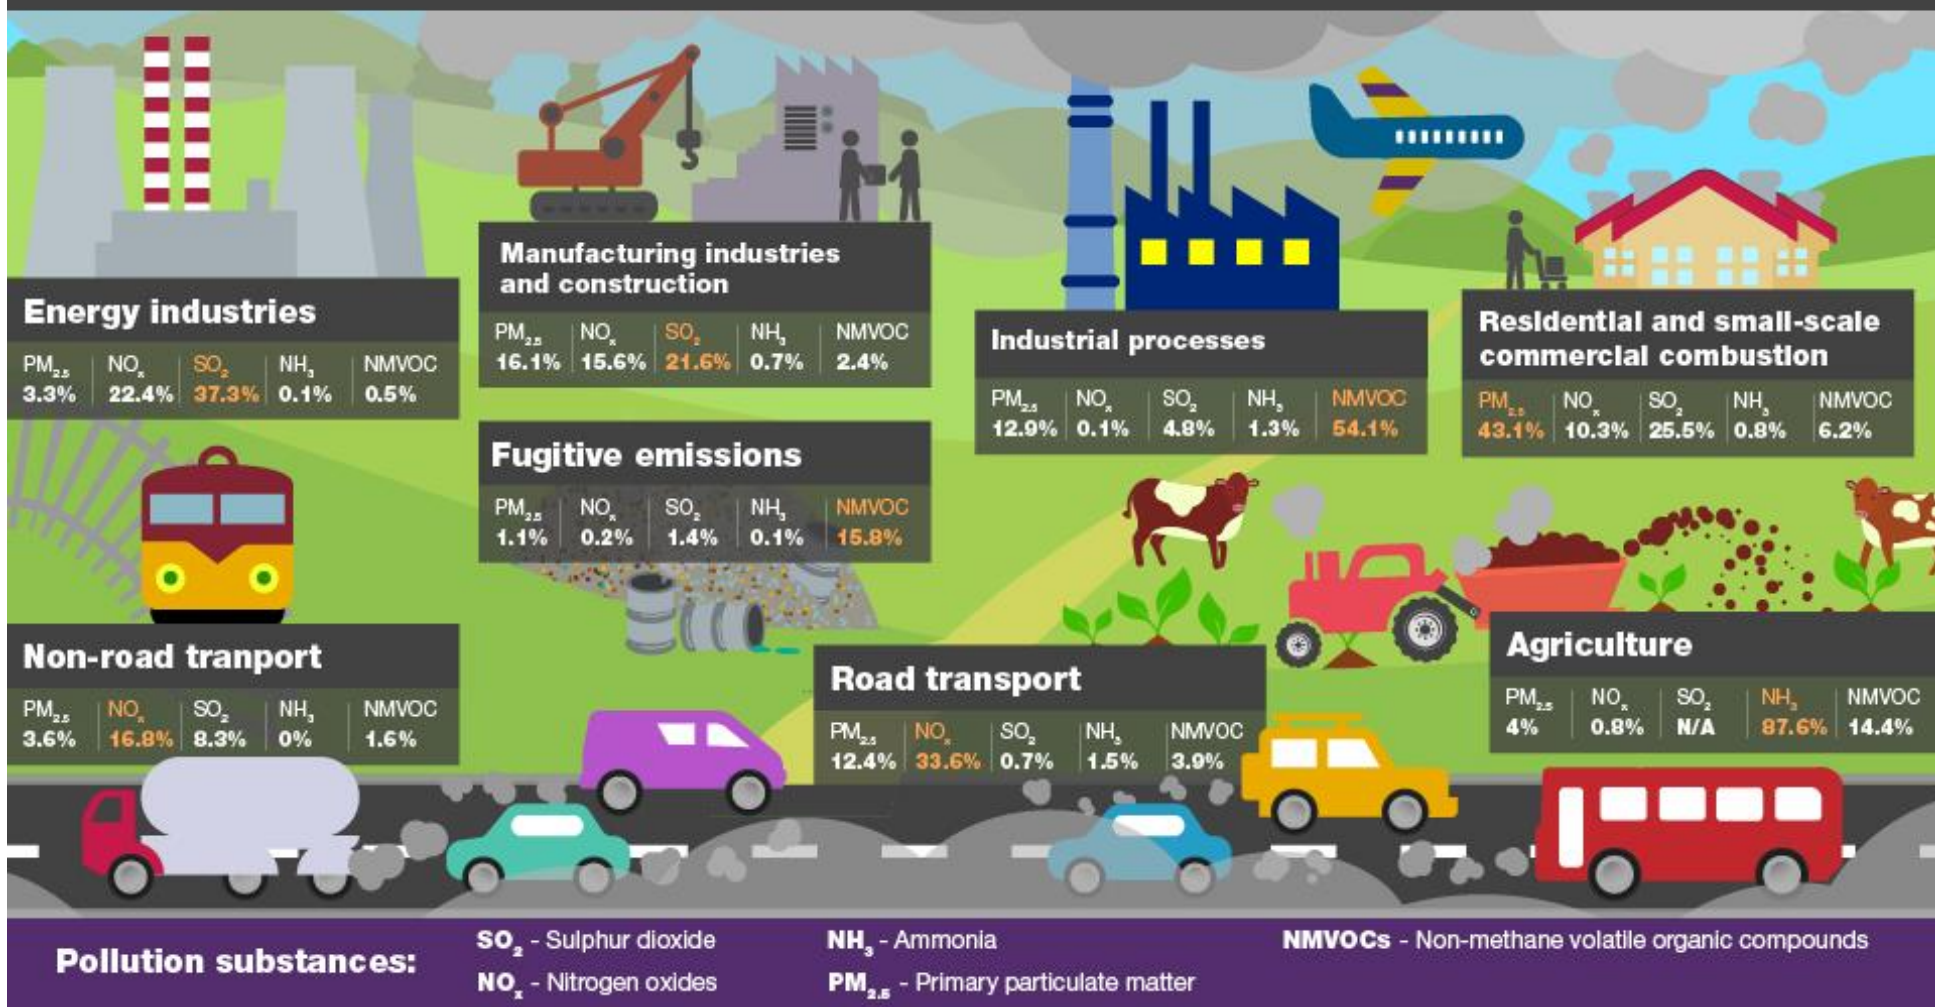 Energy industries
PM2.5 NOx SO2 NH3 NMVOC
3.3% 22.4% 37.3% 0.1% 0.5%
Manufacturing industries
and construction
PM2.5 NOx SO2 NH3 NMVOC
16.1% 15.6% 21.6% 0.7% 2.4%
Industrial processes
PM2.5 NOx SO2 NH3 NMVOC
12.9% 0.1% 4.8% 1.3% 54.1%
Residential and small-scale
commercial combustion
PM2.5 NOx SO2 NH3 NMVOC
43.1% 10.3% 25.5% 0.8% 6.2%
Fugitive emissions
PM2.5 NOx SO2 NH3 NMVOC
1.1% 0.2% 1.4% 0.1% 15.8%
Non-road tranport
PM2.5 NOx SO2 NH3 NMVOC
3.6% 16.8% 8.3% 0% 1.6%
Road transport
PM2.5 NOx SO2 NH3 NMVOC
12.4% 33.6% 0.7% 1.5% 3.9%
Agriculture
PM2.5 NOx SO2 NH3 NMVOC
4% 0.8% N/A 87.6% 14.4%
Pollution substances:
SO2 - Sulphur dioxide
NOx - Nitrogen oxides
NH3 - Ammonia
PM2.5 - Primary particulate matter
NMVOCs - Non-methane volatile organic compounds